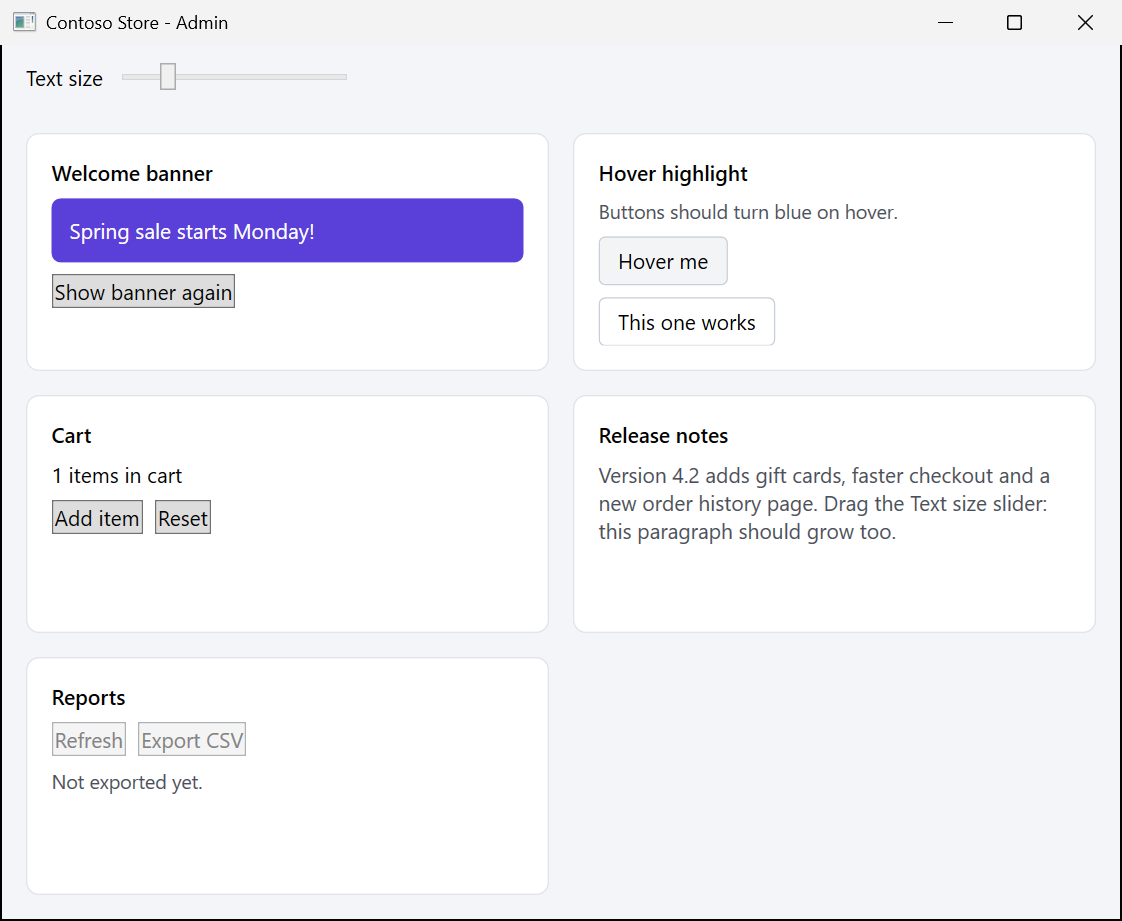 Contoso Store - Admin
Text size
Welcome banner
Spring sale starts Monday!
Show banner again
Hover highlight
Buttons should turn blue on hover.
Hover me
This one works
Cart
1 items in cart
Add item
Reset
Release notes
Version 4.2 adds gift cards, faster checkout and a
new order history page. Drag the Text size slider:
this paragraph should grow too.
Reports
Refresh
Export CSV
Not exported yet.